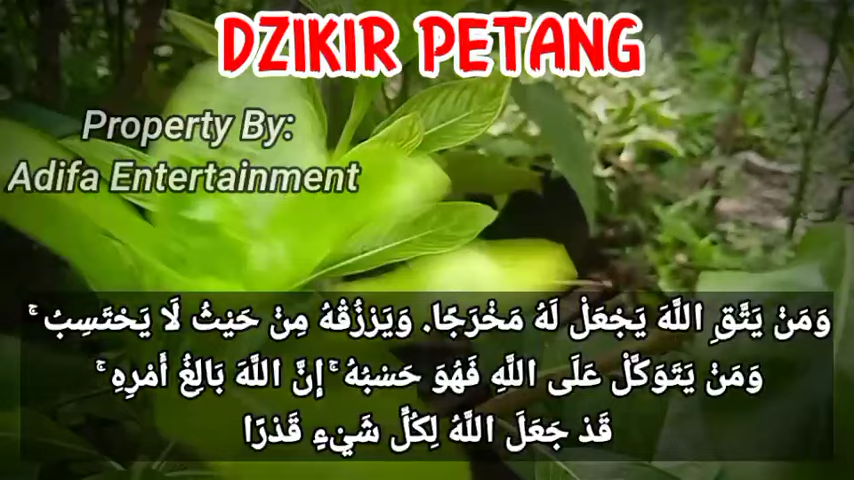 DZIKIR PETANG
Property By:
Adifa Entertainment
وَمَنْ يَتَّقِ اللَّهَ يَجْعَلْ لَهُ مَخْرَجًا. وَيَرْزُقْهُ مِنْ حَيْثُ لَا يَحْتَسِبُ ۚ
وَمَنْ يَتَوَكَّلْ عَلَى اللَّهِ فَهُوَ حَسْبُهُ ۚ إِنَّ اللَّهَ بَالِغُ أَمْرِهِ ۚ
قَدْ جَعَلَ اللَّهُ لِكُلِّ شَيْءٍ قَدْرًا